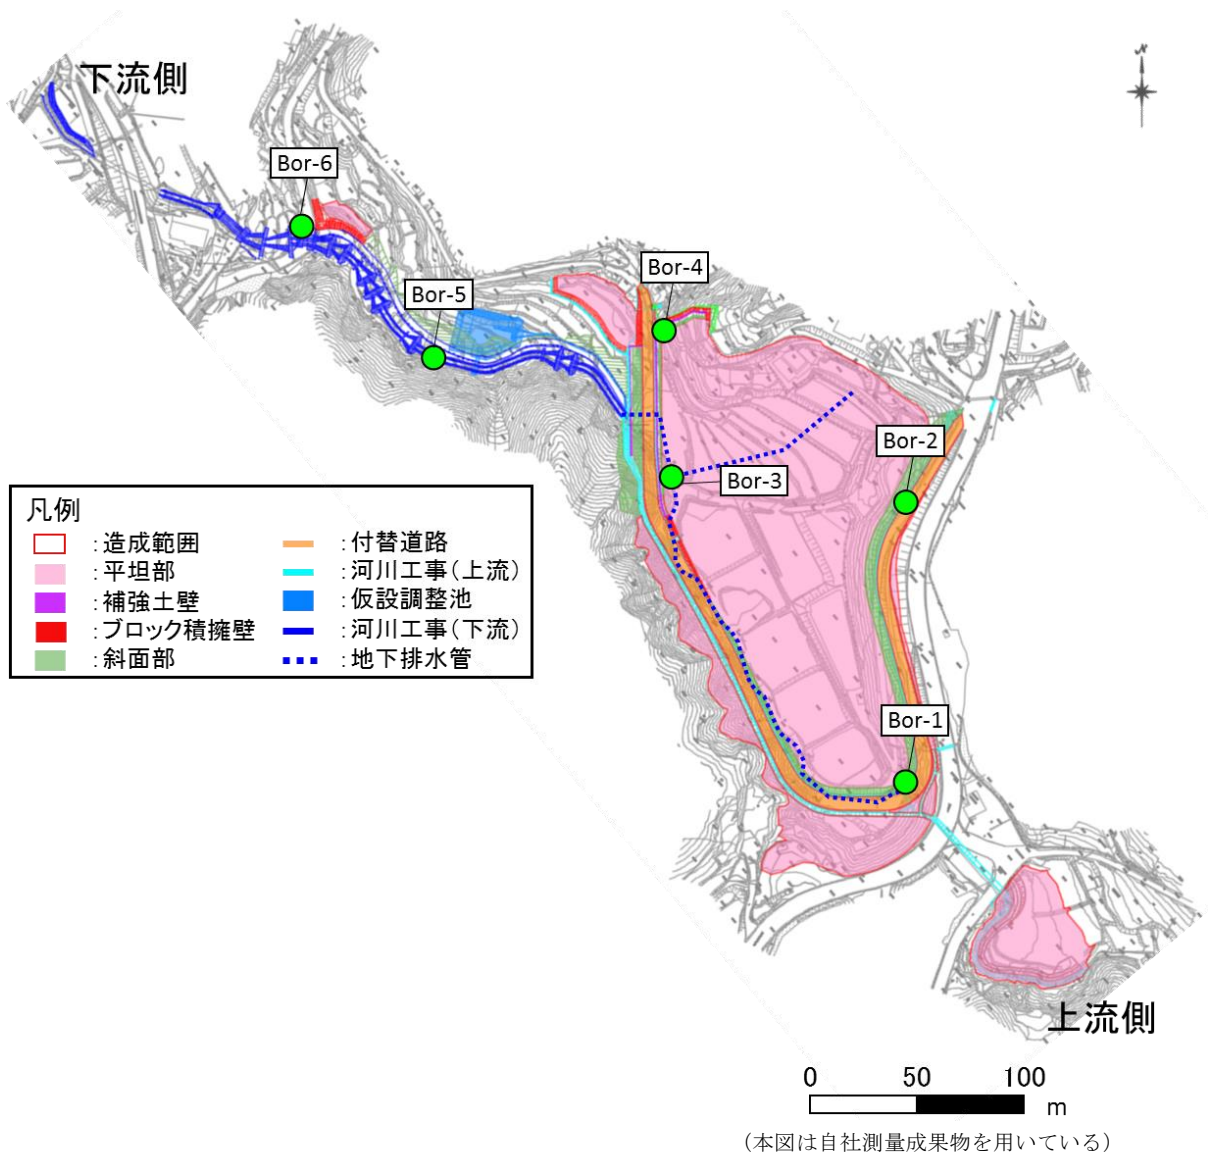 下流側
N
Bor-6
Bor-4
Bor-5
Bor-2
Bor-3
凡例
：造成範囲
：付替道路
：平坦部
：河川工事（上流）
：補強土壁
：仮設調整池
：ブロック積擁壁
：河川工事（下流）
：斜面部
：地下排水管
Bor-1
上流側
0 50 100
m
（本図は自社測量成果物を用いている）